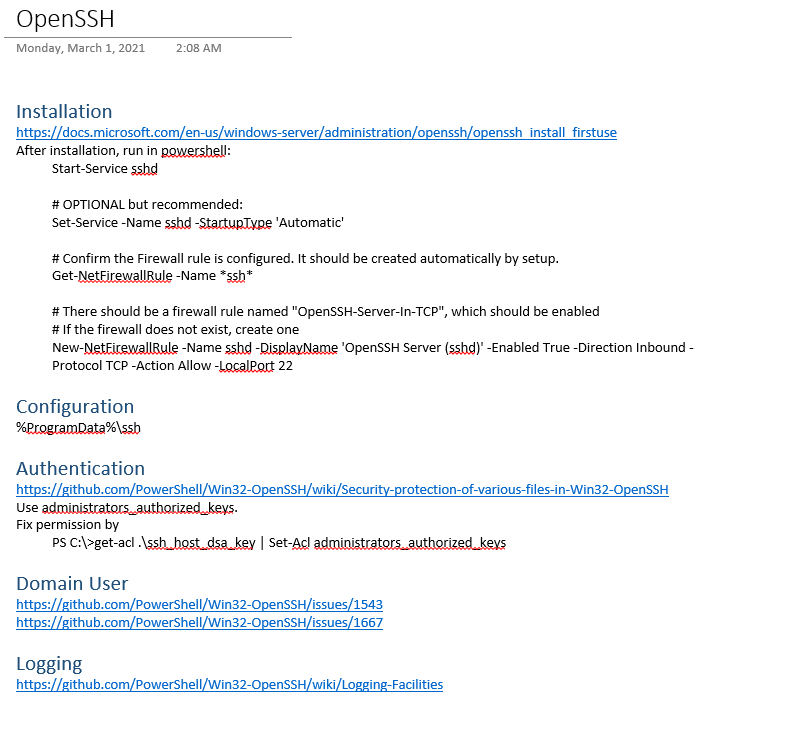 OpenSSH
Monday, March 1, 2021 2:08 AM
Installation
https://docs.microsoft.com/en-us/windows-server/administration/openssh/openssh_install_firstuse
After installation, run in powershell:
Start-Service sshd
# OPTIONAL but recommended:
Set-Service -Name sshd -StartupType 'Automatic'
# Confirm the Firewall rule is configured. It should be created automatically by setup.
Get-NetFirewallRule -Name *ssh*
# There should be a firewall rule named "OpenSSH-Server-In-TCP", which should be enabled
# If the firewall does not exist, create one
New-NetFirewallRule -Name sshd -DisplayName 'OpenSSH Server (sshd)' -Enabled True -Direction Inbound -
Protocol TCP -Action Allow -LocalPort 22
Configuration
%ProgramData%\ssh
Authentication
https://github.com/PowerShell/Win32-OpenSSH/wiki/Security-protection-of-various-files-in-Win32-OpenSSH
Use administrators_authorized_keys.
Fix permission by
PS C:\>get-acl .\ssh_host_dsa_key | Set-Acl administrators_authorized_keys
Domain User
https://github.com/PowerShell/Win32-OpenSSH/issues/1543
https://github.com/PowerShell/Win32-OpenSSH/issues/1667
Logging
https://github.com/PowerShell/Win32-OpenSSH/wiki/Logging-Facilities